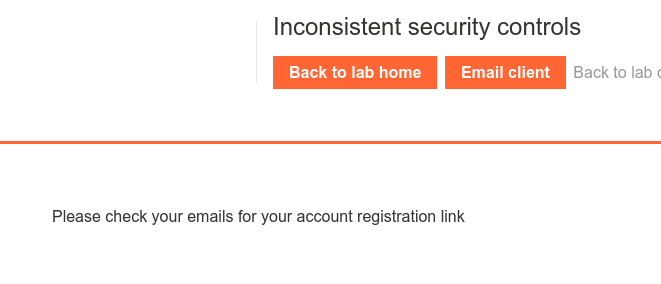 Inconsistent security controls
Back to lab home
Email client
Back to lab
Please check your emails for your account registration link